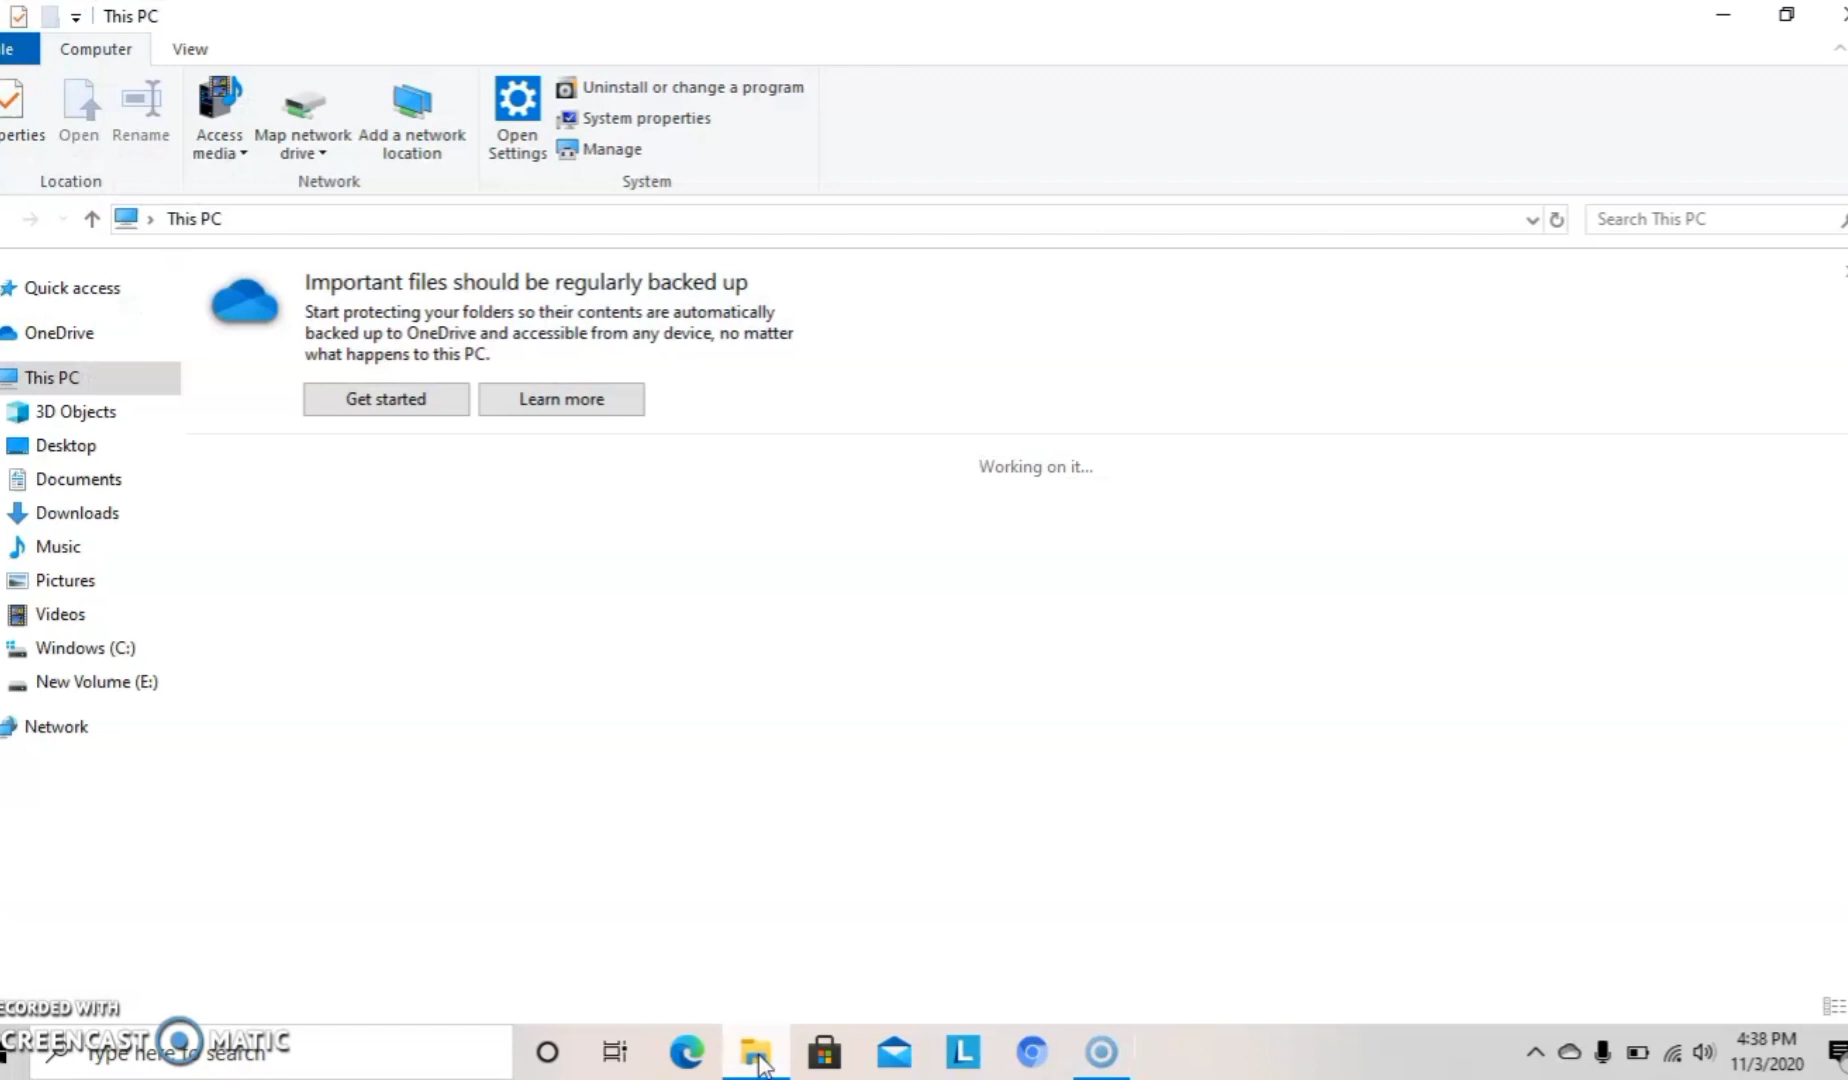 This PC
le
Computer
View
perties
Open
Rename
Location
Access
media
Map network
drive
Add a network
location
Network
Open
Settings
Uninstall or change a program
System properties
Manage
System
This PC
Search This PC
Quick access
OneDrive
This PC
3D Objects
Desktop
Documents
Downloads
Music
Pictures
Videos
Windows (C:)
New Volume (E:)
Network
Important files should be regularly backed up
Start protecting your folders so their contents are automatically
backed up to OneDrive and accessible from any device, no matter
what happens to this PC.
Get started
Learn more
Working on it...
ECORDED WITH
CREENCAST MATIC
Type here to search
L
4:38 PM
11/3/2020